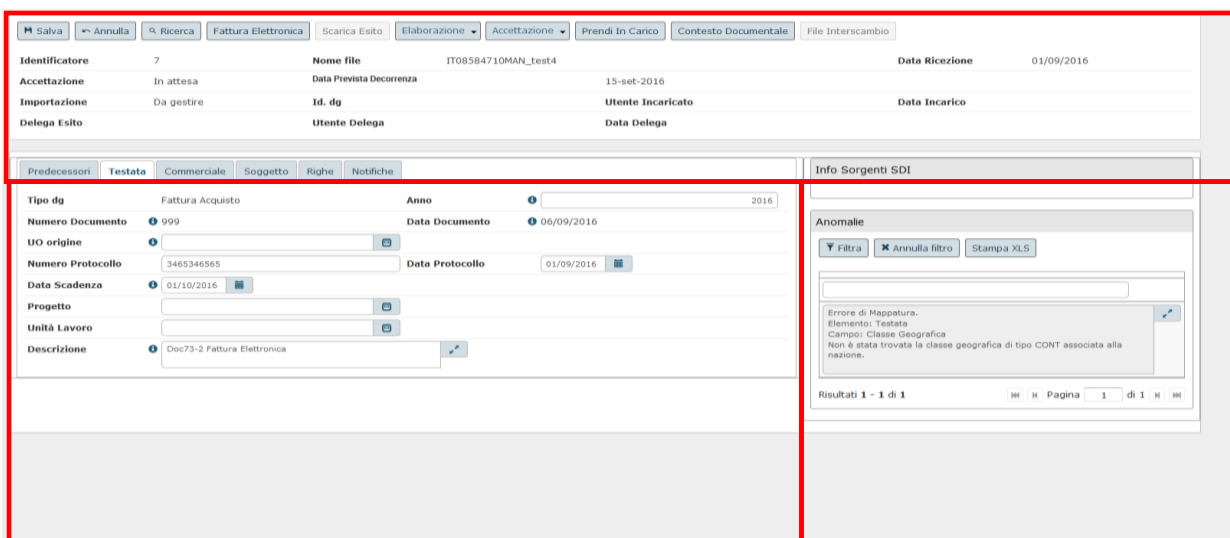 Salva Annulla Ricerca Fattura Elettronica Scarica Esito Elaborazione Accettazione Prendi In Carico Contesto Documentale File Interscambio
Identificatore 7 Nome file IT08584710MAN_test4 Data Ricezione 01/09/2016
Accettazione In attesa Data Prevista Decorrenza 15-set-2016
Importazione Da gestire Id. dg Utente Incaricato Data Incarico
Delega Esito Utente Delega Data Delega
Predecessori Testata Commerciale Soggetto Righe Notifiche
Tipo dg Fattura Acquisto Anno 2016
Numero Documento 999 Data Documento 06/09/2016
UO origine
Numero Protocollo 3465346565 Data Protocollo 01/09/2016
Data Scadenza 01/10/2016
Progetto
Unità Lavoro
Descrizione Doc73-2 Fattura Elettronica
Info Sorgenti SDI
Anomalie
Filtra Annulla filtro Stampa XLS
Errore di Mappatura.
Elemento: Testata
Campo: Classe Geografica
Non è stata trovata la classe geografica di tipo CONT associata alla
nazione.
Risultati 1 - 1 di 1 Pagina 1 di 1